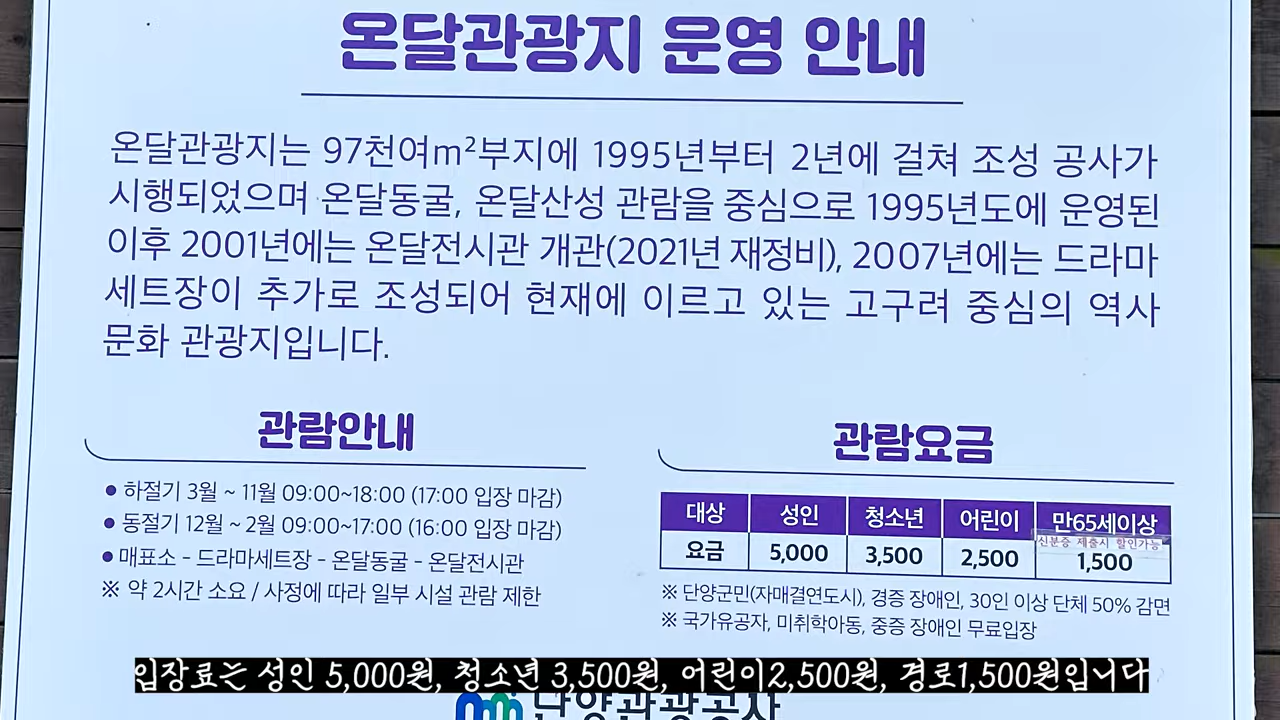 온달관광지 운영 안내
온달관광지는 97천여m²부지에 1995년부터 2년에 걸쳐 조성 공사가
시행되었으며 온달동굴, 온달산성 관람을 중심으로 1995년도에 운영된
이후 2001년에는 온달전시관 개관(2021년 재정비), 2007년에는 드라마
세트장이 추가로 조성되어 현재에 이르고 있는 고구려 중심의 역사
문화 관광지입니다.
관람안내
● 하절기 3월 ~ 11월 09:00~18:00 (17:00 입장 마감)
● 동절기 12월 ~ 2월 09:00~17:00 (16:00 입장 마감)
● 매표소 - 드라마세트장 - 온달동굴 - 온달전시관
※ 약 2시간 소요 / 사정에 따라 일부 시설 관람 제한
관람요금
대상 성인 청소년 어린이 만65세이상
신분증 제출시 할인가능
요금 5,000 3,500 2,500 1,500
※ 단양군민(자매결연도시), 경증 장애인, 30인 이상 단체 50% 감면
※ 국가유공자, 미취학아동, 중증 장애인 무료입장
입장료는 성인 5,000원, 청소년 3,500원, 어린이2,500원, 경로1,500원입니다
단양관광공사